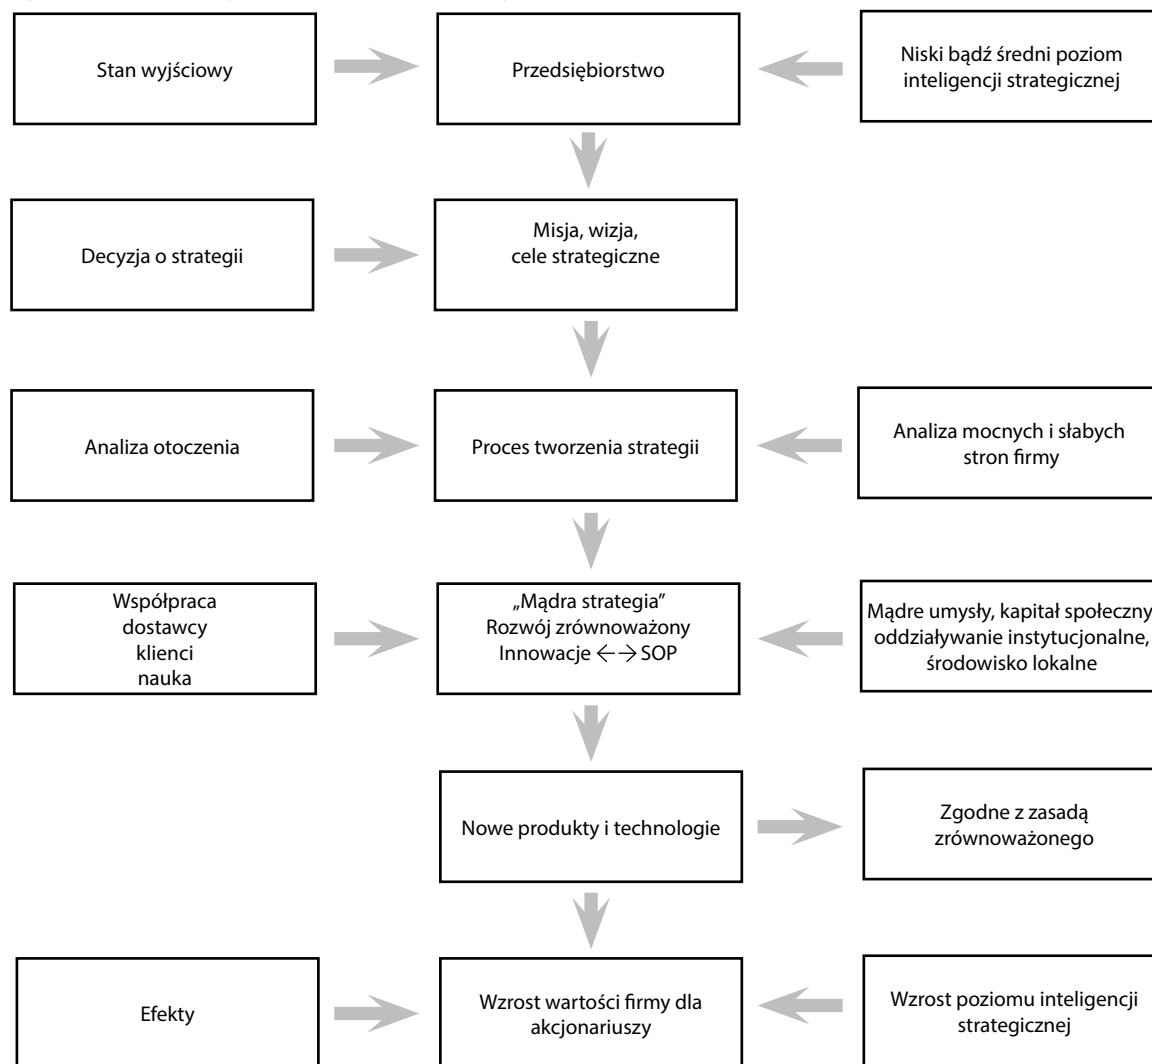 Stan wyjściowy
Przedsiębiorstwo
Niski bądź średni poziom
inteligencji strategicznej
Decyzja o strategii
Misja, wizja,
cele strategiczne
Analiza otoczenia
Proces tworzenia strategii
Analiza mocnych i słabych
stron firmy
Współpraca
dostawcy
klienci
nauka
„Mądra strategia”
Rozwój zrównoważony
Innowacje ←→ SOP
Mądre umysły, kapitał społeczny
oddziaływanie instytucjonalne,
środowisko lokalne
Nowe produkty i technologie
Zgodne z zasadą
zrównoważonego
Efekty
Wzrost wartości firmy dla
akcjonariuszy
Wzrost poziomu inteligencji
strategicznej